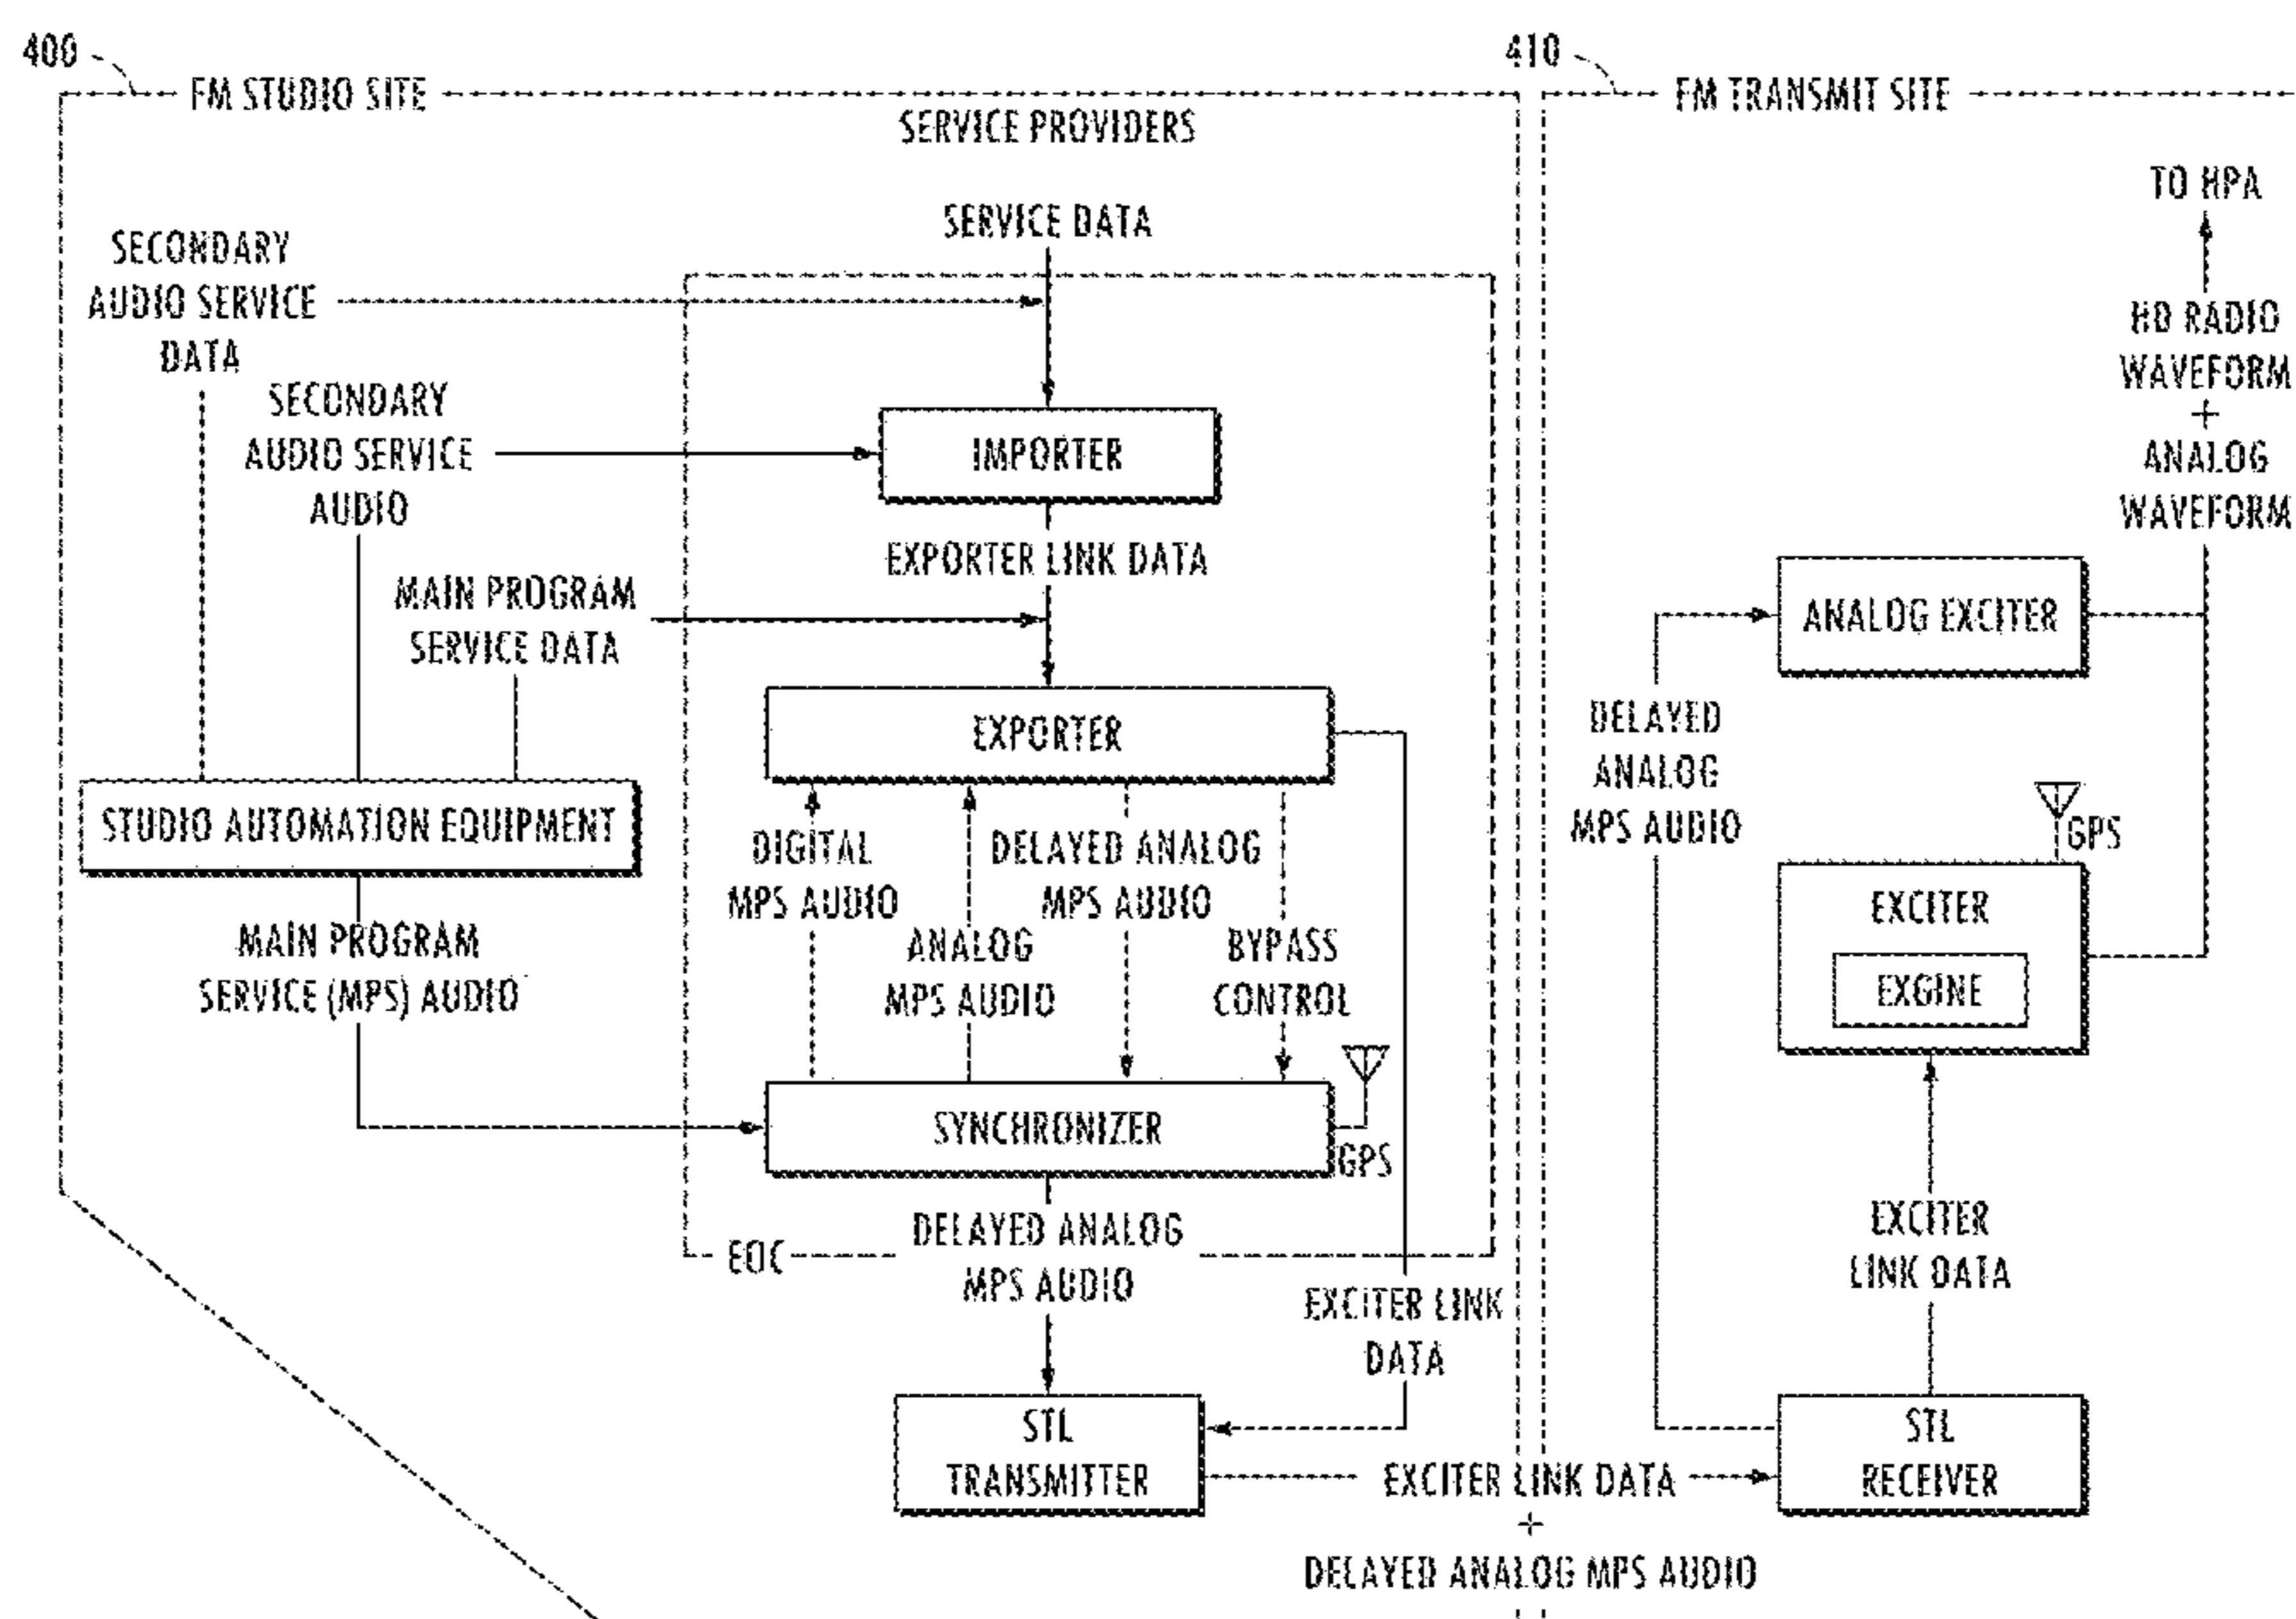 400
FM STUDIO SITE
SERVICE PROVIDERS
SERVICE DATA
SECONDARY
AUDIO SERVICE
DATA
SECONDARY
AUDIO SERVICE
AUDIO
IMPORTER
EXPORTER LINK DATA
MAIN PROGRAM
SERVICE DATA
EXPORTER
STUDIO AUTOMATION EQUIPMENT
DIGITAL
MPS AUDIO
ANALOG
MPS AUDIO
DELAYED ANALOG
MPS AUDIO
BYPASS
CONTROL
MAIN PROGRAM
SERVICE (MPS) AUDIO
SYNCHRONIZER
GPS
EOC
DELAYED ANALOG
MPS AUDIO
EXCITER LINK
DATA
STL
TRANSMITTER
EXCITER LINK DATA
+
DELAYED ANALOG MPS AUDIO
410
FM TRANSMIT SITE
TO HPA
HD RADIO
WAVEFORM
+
ANALOG
WAVEFORM
ANALOG EXCITER
DELAYED
ANALOG
MPS AUDIO
GPS
EXCITER
EXGINE
EXCITER
LINK DATA
STL
RECEIVER